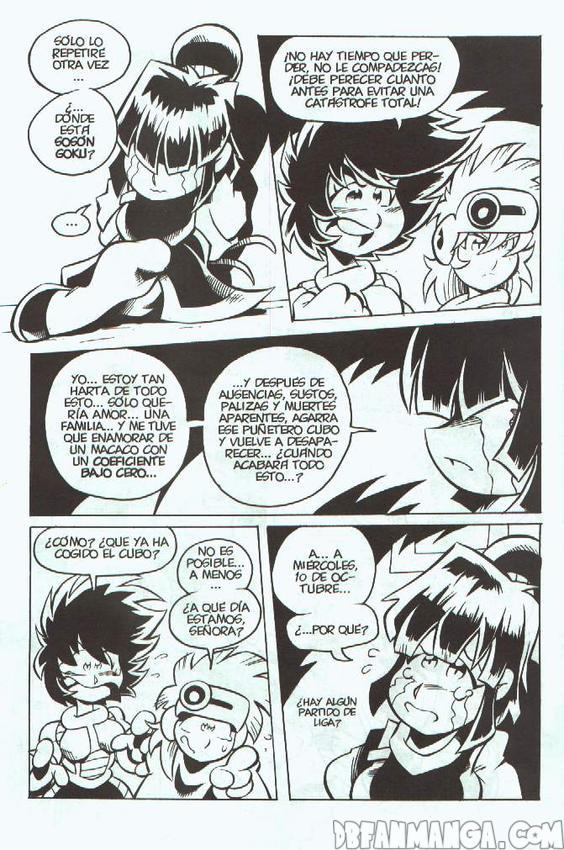 SÓLO LO
REPETIRE
OTRA VEZ
...
¿...
DÓNDE
ESTÁ
SOSÓN
GOKU?
...
¡NO HAY TIEMPO QUE PER-
DER, NO LE COMPADEZCAS!
¡DEBE PERECER CUANTO
ANTES PARA EVITAR UNA
CATÁSTROFE TOTAL!
YO... ESTOY TAN
HARTA DE TODO
ESTO... SÓLO QUE-
RÍA AMOR... UNA
FAMILIA... Y ME TUVE
QUE ENAMORAR DE
UN MACACO CON
UN COEFICIENTE
BAJO CERO...
...Y DESPUÉS DE
AUSENCIAS, SUSTOS,
PALIZAS Y MUERTES
APARENTES, AGARRA
ESE PUÑETERO CUBO
Y VUELVE A DESAPA-
RECER... ¿CUANDO
ACABARÁ TODO
ESTO...?
¿CÓMO? ¿QUE YA HA
COGIDO EL CUBO?
NO ES
POSIBLE...
A MENOS
...
¿A QUE DÍA
ESTAMOS,
SEÑORA?
A... A
MIÉRCOLES,
10 DE OC-
TUBRE...
¿...POR QUÉ?
¿HAY ALGÚN
PARTIDO DE
LIGA?
DBFANMANGA.COM